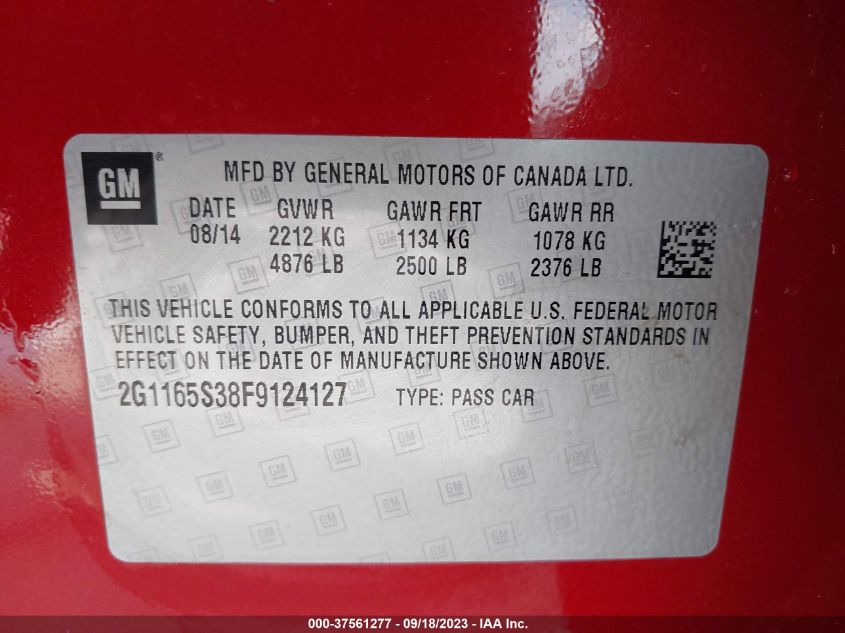 GM ®
MFD BY GENERAL MOTORS OF CANADA LTD.
DATE GVWR GAWR FRT GAWR RR
08/14 2212 KG 1134 KG 1078 KG
4876 LB 2500 LB 2376 LB
THIS VEHICLE CONFORMS TO ALL APPLICABLE U.S. FEDERAL MOTOR
VEHICLE SAFETY, BUMPER, AND THEFT PREVENTION STANDARDS IN
EFFECT ON THE DATE OF MANUFACTURE SHOWN ABOVE.
2G1165S38F9124127 TYPE: PASS CAR
000-37561277 - 09/18/2023 - IAA Inc.